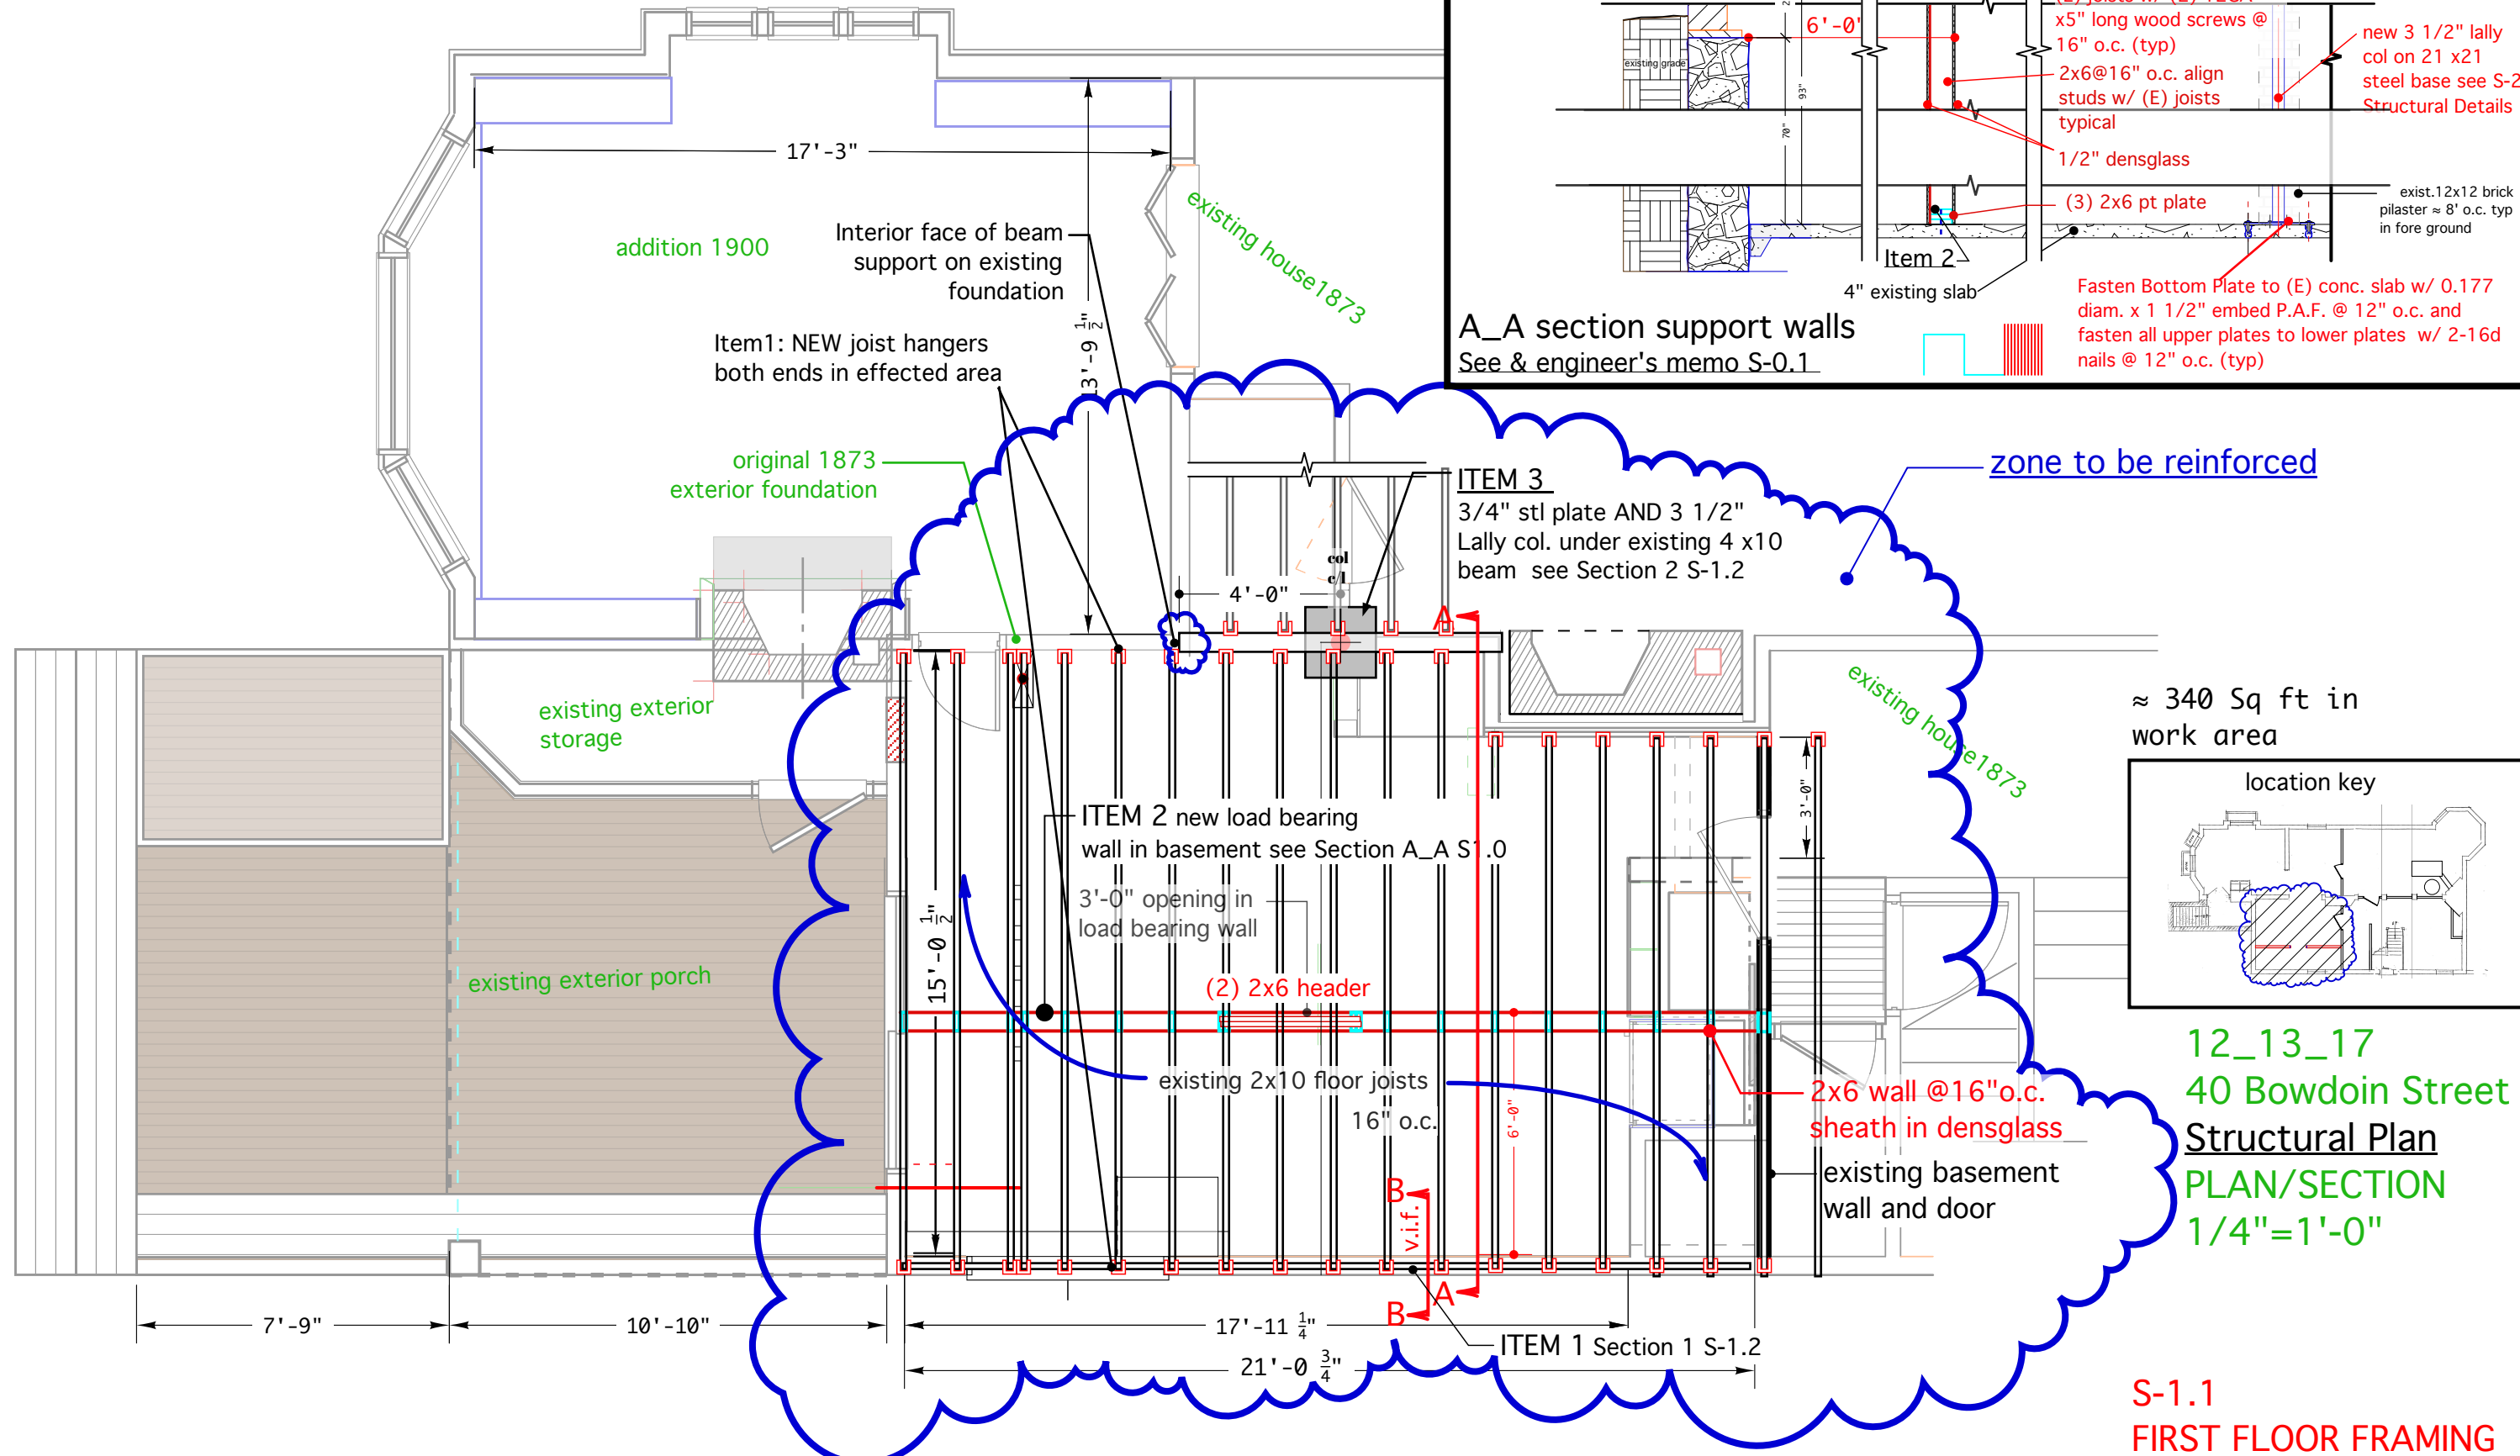 17'-3"
addition 1900
Interior face of beam
support on existing
foundation
Item1: NEW joist hangers
both ends in effected area
13'-9 1/2"
existing house1873
original 1873
exterior foundation
6'-0"
existing grade
93"
70"
x5" long wood screws @
16" o.c. (typ)
2x6@16" o.c. align
studs w/ (E) joists
typical
1/2" densglass
(3) 2x6 pt plate
new 3 1/2" lally
col on 21 x21
steel base see S-2
Structural Details
exist.12x12 brick
pilaster ≈ 8' o.c. typ
in fore ground
Item 2
4" existing slab
Fasten Bottom Plate to (E) conc. slab w/ 0.177
diam. x 1 1/2" embed P.A.F. @ 12" o.c. and
fasten all upper plates to lower plates w/ 2-16d
nails @ 12" o.c. (typ)
A_A section support walls
See & engineer's memo S-0.1
zone to be reinforced
ITEM 3
3/4" stl plate AND 3 1/2"
Lally col. under existing 4 x10
beam see Section 2 S-1.2
col
c/l
4'-0"
A
existing exterior
storage
existing house1873
≈ 340 Sq ft in
work area
location key
3'-0"
ITEM 2 new load bearing
wall in basement see Section A_A S1.0
3'-0" opening in
load bearing wall
15'-0 1/2"
(2) 2x6 header
existing exterior porch
existing 2x10 floor joists
16" o.c.
6'-0"
2x6 wall @16"o.c.
sheath in densglass
existing basement
wall and door
12_13_17
40 Bowdoin Street
Structural Plan
PLAN/SECTION
1/4"=1'-0"
B
v.i.f.
B
A
7'-9"
10'-10"
17'-11 1/4"
21'-0 3/4"
ITEM 1 Section 1 S-1.2
S-1.1
FIRST FLOOR FRAMING